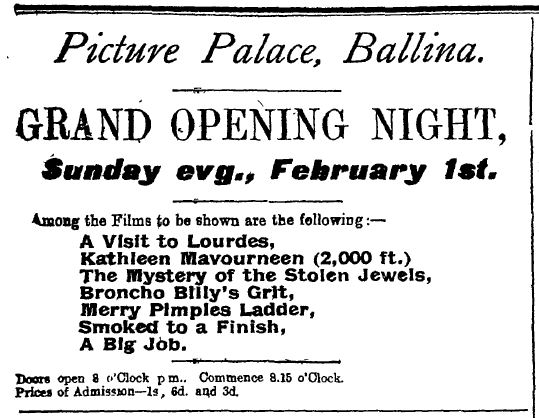 Picture Palace, Ballina.
GRAND OPENING NIGHT,
Sunday evg., February 1st.
Among the Films to be shown are the following:—
A Visit to Lourdes,
Kathleen Mavourneen (2,000 ft.)
The Mystery of the Stolen Jewels,
Broncho Billy's Grit,
Merry Pimples Ladder,
Smoked to a Finish,
A Big Job.
Doors open 8 o'Clock p m.. Commence 8.15 o'Clock.
Prices of Admission—1s, 6d. and 3d.